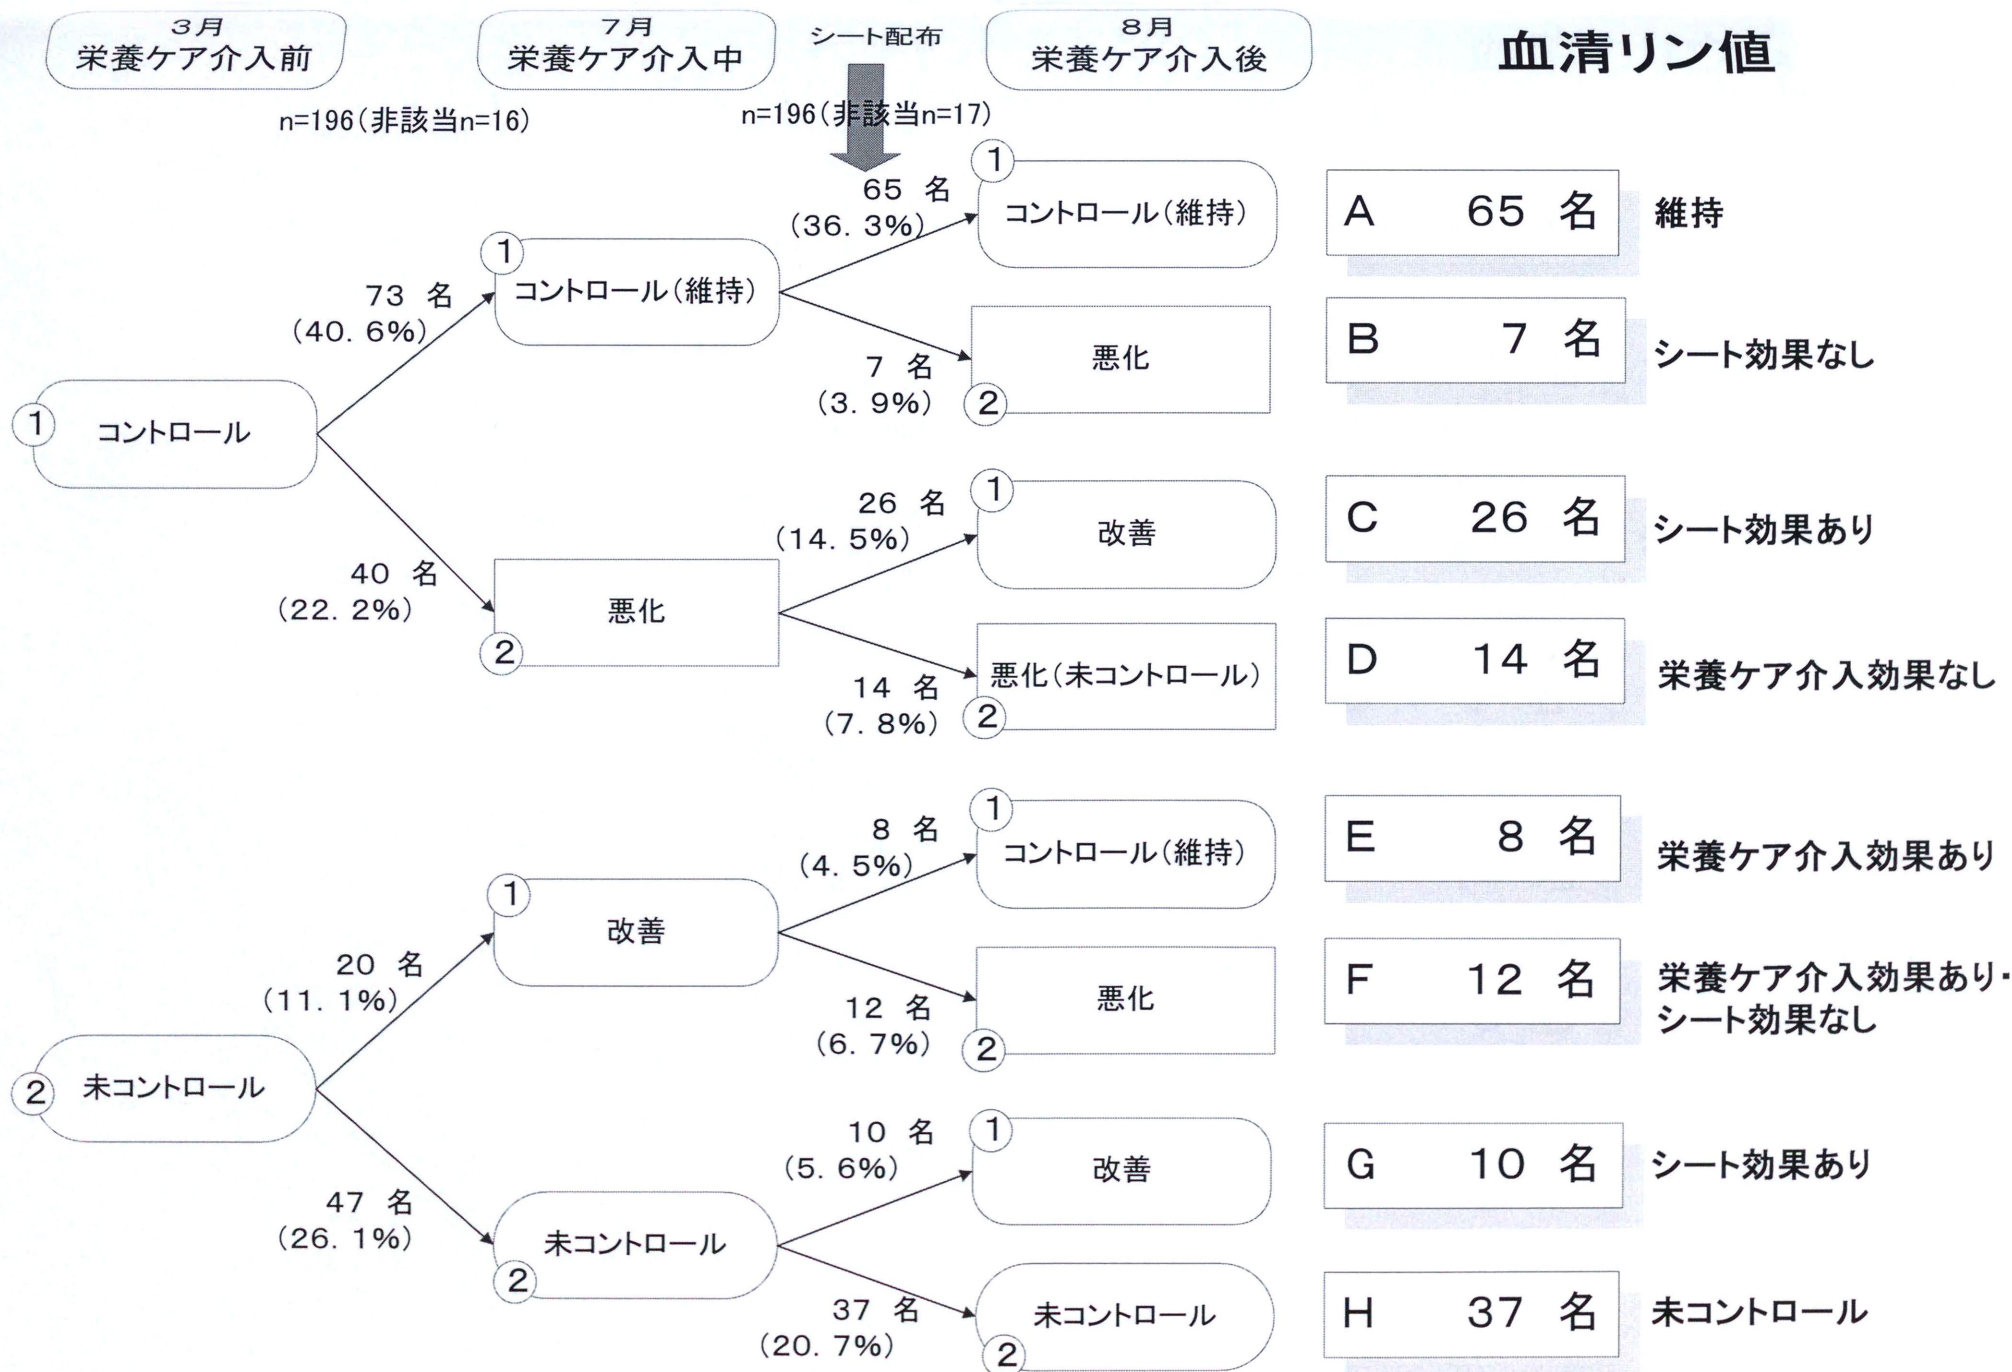 3月
栄養ケア介入前
7月
栄養ケア介入中
シート配布
8月
栄養ケア介入後
血清リン値
n=196(非該当n=16)
n=196(非該当n=17)
65 名
(36. 3%)
①
コントロール(維持)
A 65 名
維持
73 名
(40. 6%)
①
コントロール(維持)
7 名
(3. 9%)
悪化
②
B 7 名
シート効果なし
①
コントロール
40 名
(22. 2%)
悪化
②
26 名
(14. 5%)
①
改善
C 26 名
シート効果あり
14 名
(7. 8%)
悪化(未コントロール)
②
D 14 名
栄養ケア介入効果なし
8 名
(4. 5%)
①
コントロール(維持)
E 8 名
栄養ケア介入効果あり
20 名
(11. 1%)
①
改善
12 名
(6. 7%)
悪化
②
F 12 名
栄養ケア介入効果あり・
シート効果なし
②
未コントロール
47 名
(26. 1%)
未コントロール
②
10 名
(5. 6%)
①
改善
G 10 名
シート効果あり
37 名
(20. 7%)
未コントロール
②
H 37 名
未コントロール